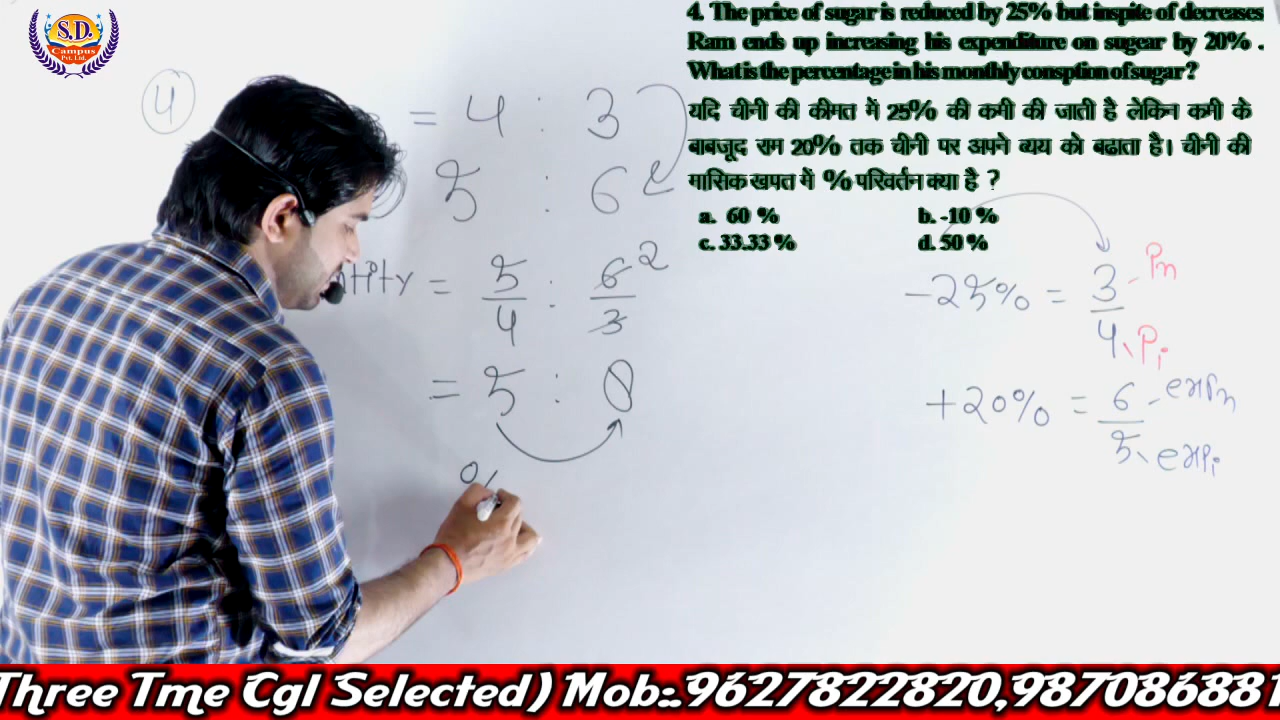 S.D.
Campus
Pvt. Ltd.
4. The price of sugar is reduced by 25% but inspite of decreases
Ram ends up increasing his expenditure on sugear by 20% .
What is the percentage in his monthly consption of sugar ?
यदि चीनी की कीमत में 25% की कमी की जाती है लेकिन कमी के
बाबजूद राम 20% तक चीनी पर अपने व्यय को बढाता है। चीनी की
मासिक खपत में % परिवर्तन क्या है ?
a. 60 %
b. -10 %
c. 33.33 %
d. 50 %
4
= 4 : 3
5 : 6
ntity = 5/4 : 6/3 2
= 5 : 8
%
-25% = 3/4 Pn Pi
+20% = 6/5 expn expi
Three Tme Cgl Selected) Mob:.9627822820,987086881